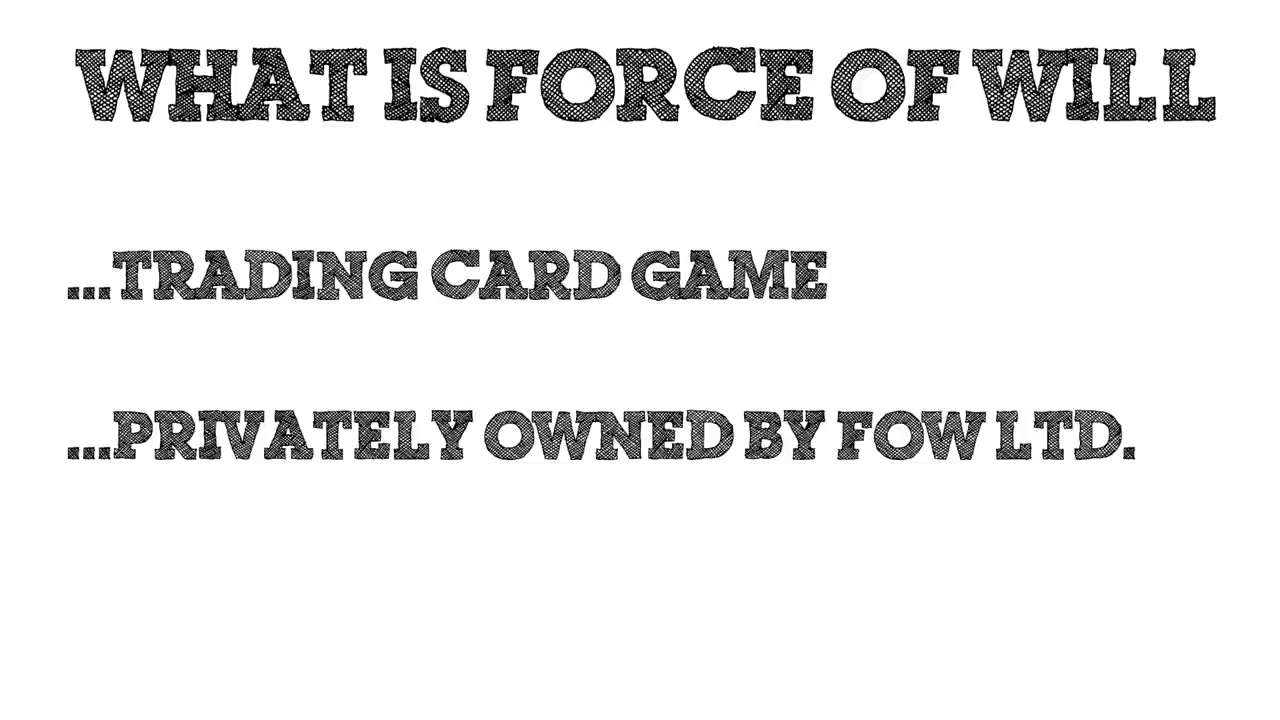 WHAT IS FORCE OF WILL
...TRADING CARD GAME
...PRIVATELY OWNED BY FOW LTD.